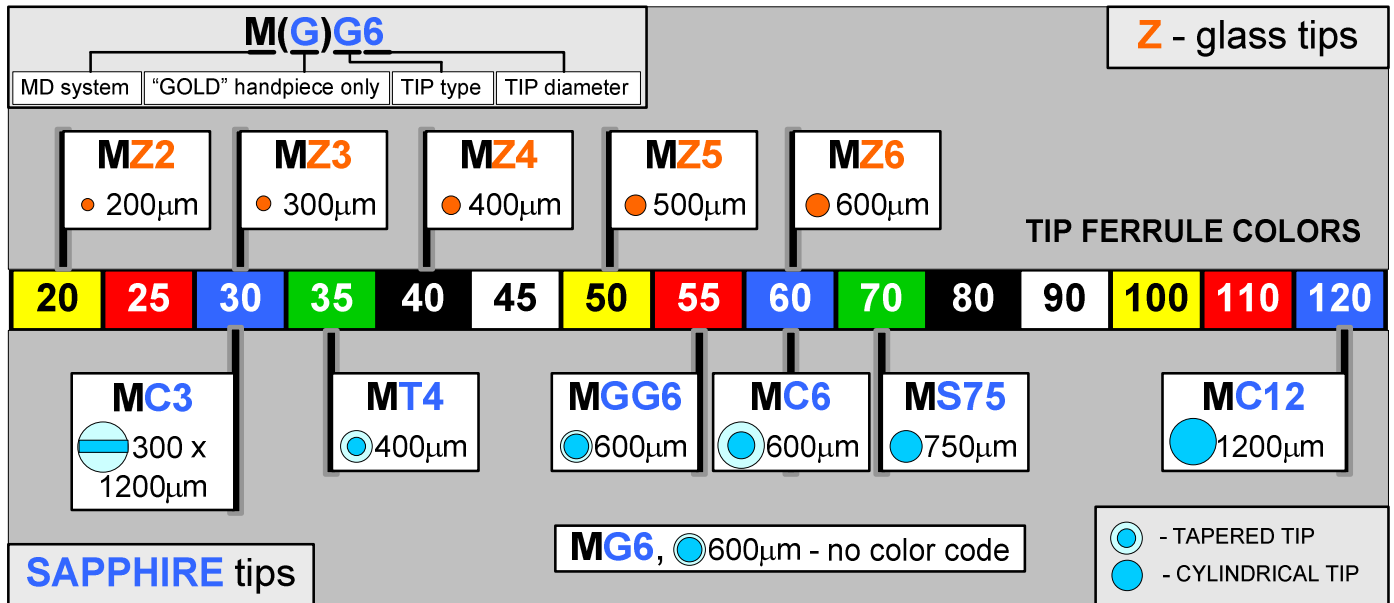 M(G)G6
MD system
“GOLD” handpiece only
TIP type
TIP diameter
Z - glass tips
MZ2
200µm
MZ3
300µm
MZ4
400µm
MZ5
500µm
MZ6
600µm
TIP FERRULE COLORS
20 25 30 35 40 45 50 55 60 70 80 90 100 110 120
MC3
300 x
1200µm
MT4
400µm
MGG6
600µm
MC6
600µm
MS75
750µm
MC12
1200µm
MG6, 600µm - no color code
SAPPHIRE tips
- TAPERED TIP
- CYLINDRICAL TIP